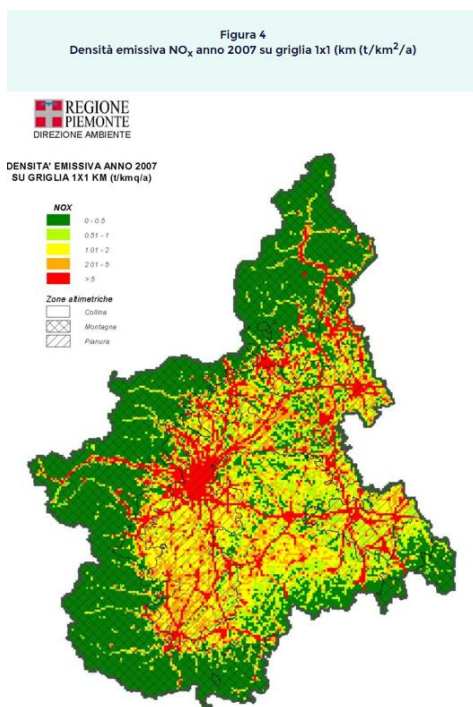 Figura 4
Densità emissiva NOx anno 2007 su griglia 1x1 (km (t/km²/a)
REGIONE
PIEMONTE
DIREZIONE AMBIENTE
DENSITA' EMISSIVA ANNO 2007
SU GRIGLIA 1X1 KM (t/kmq/a)
NOX
0 - 0.5
0.51 - 1
1.01 - 2
2.01 - 5
> 5
Zone altimetriche
Collina
Montagna
Pianura